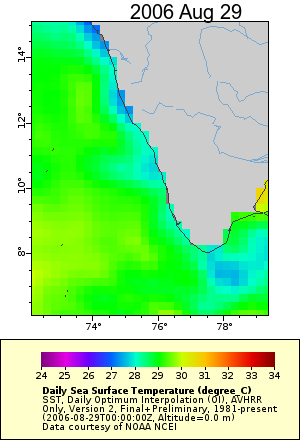 2006 Aug 29
14°
12°
10°
8°
74°
76°
78°
24 25 26 27 28 29 30 31 32 33 34
Daily Sea Surface Temperature (degree_C)
SST, Daily Optimum Interpolation (OI), AVHRR
Only, Version 2, Final+Preliminary, 1981-present
(2006-08-29T00:00:00Z, Altitude=0.0 m)
Data courtesy of NOAA NCEI